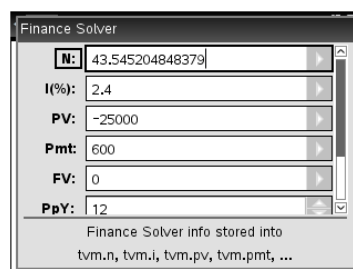 Finance Solver
N: 43.545204848379
I(%): 2.4
PV: -25000
Pmt: 600
FV: 0
PpY: 12
Finance Solver info stored into
tvm.n, tvm.i, tvm.pv, tvm.pmt, ...